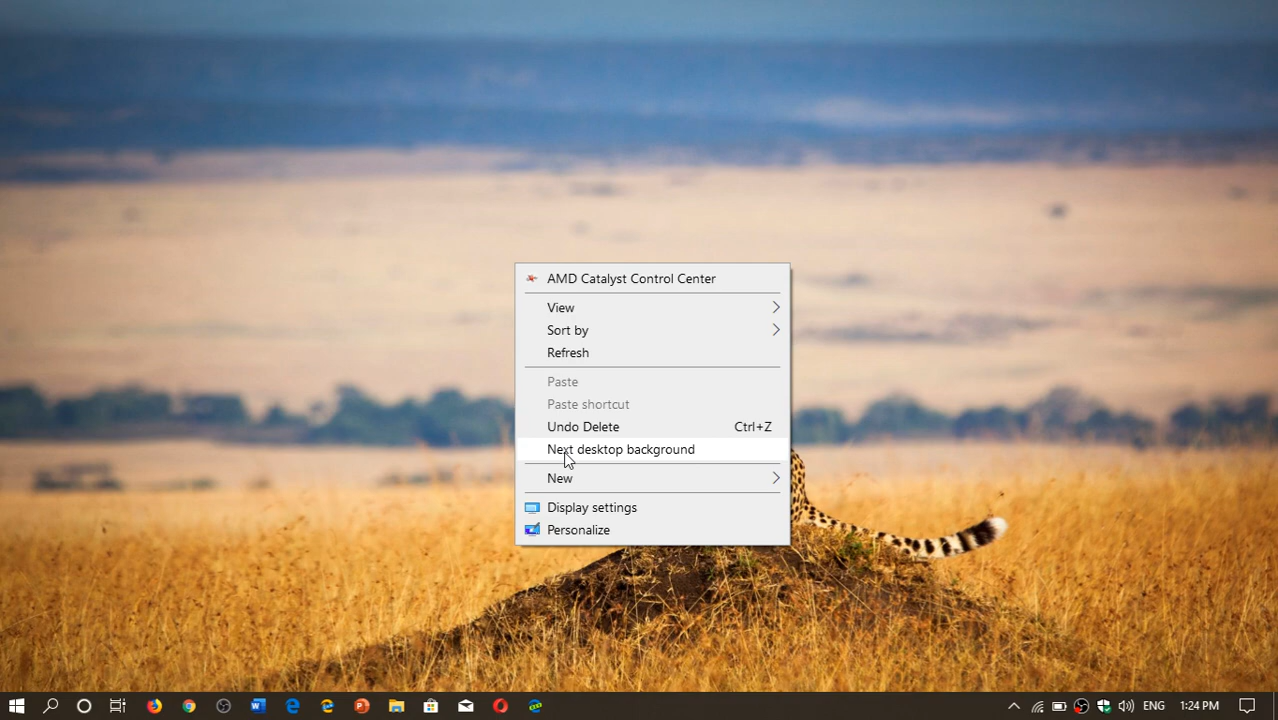 AMD Catalyst Control Center
View
Sort by
Refresh
Paste
Paste shortcut
Undo Delete Ctrl+Z
Next desktop background
New
Display settings
Personalize
ENG 1:24 PM